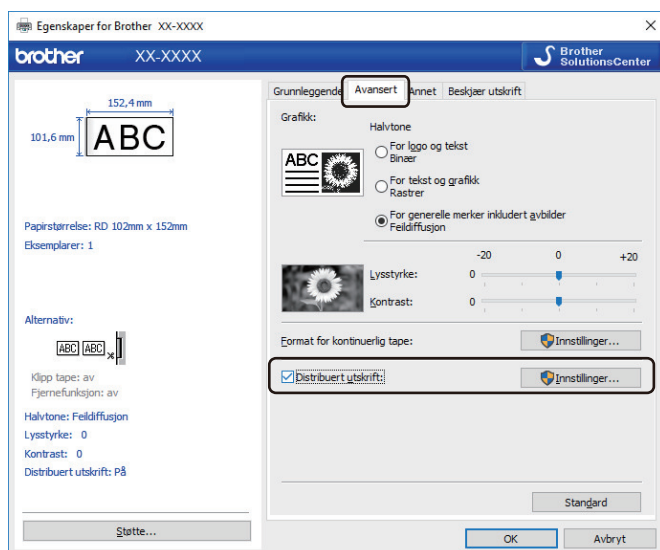 Egenskaper for Brother XX-XXXX
brother XX-XXXX
Brother
SolutionsCenter
152,4 mm
101,6 mm
ABC
Papirstørrelse: RD 102mm x 152mm
Eksemplarer: 1
Alternativ:
ABC ABC
Klipp tape: av
Fjernefunksjon: av
Halvtone: Feildiffusjon
Lysstyrke: 0
Kontrast: 0
Distribuert utskrift: På
Støtte...
Grunnleggende Avansert Annet Beskjær utskrift
Grafikk:
ABC
Halvtone
For logo og tekst
Binær
For tekst og grafikk
Rastrer
For generelle merker inkludert avbilder
Feildiffusjon
-20 0 +20
Lysstyrke: 0
Kontrast: 0
Format for kontinuerlig tape: Innstillinger...
Distribuert utskrift: Innstillinger...
Standard
OK Avbryt